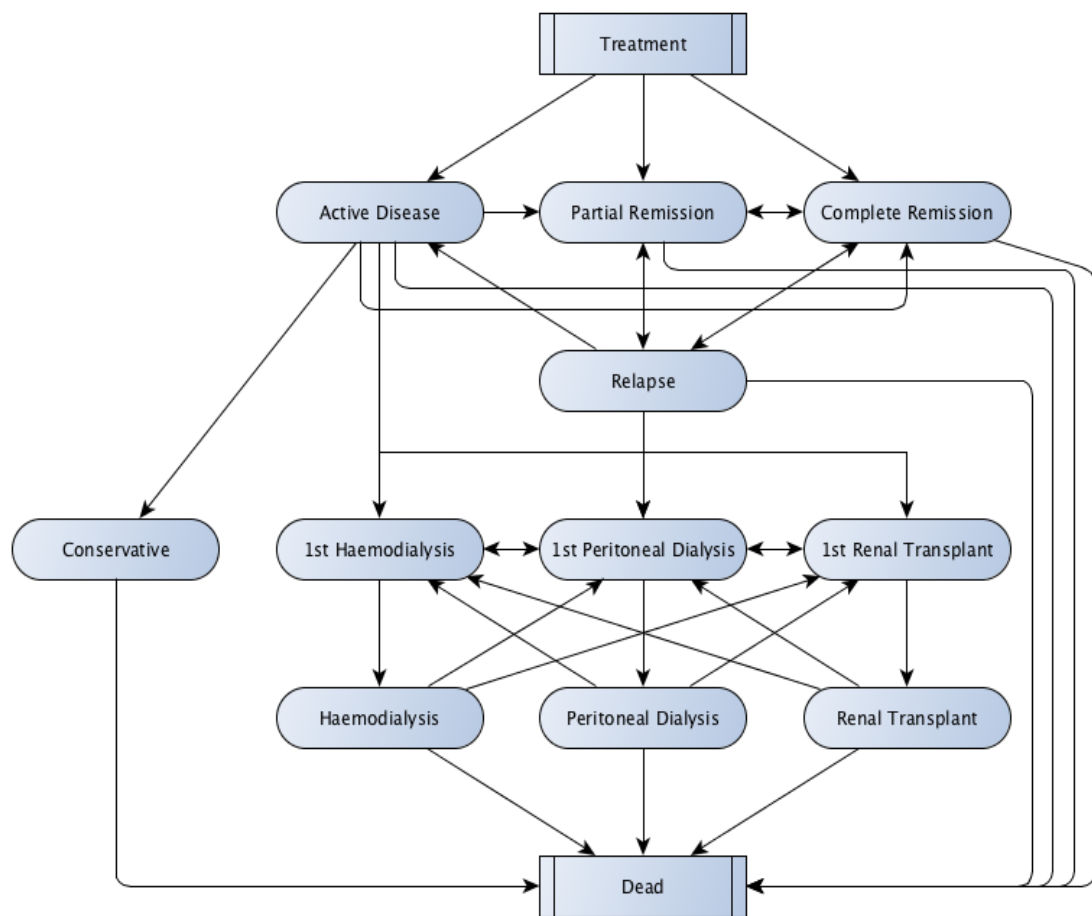 Treatment
Active Disease
Partial Remission
Complete Remission
Relapse
Conservative
1st Haemodialysis
1st Peritoneal Dialysis
1st Renal Transplant
Haemodialysis
Peritoneal Dialysis
Renal Transplant
Dead